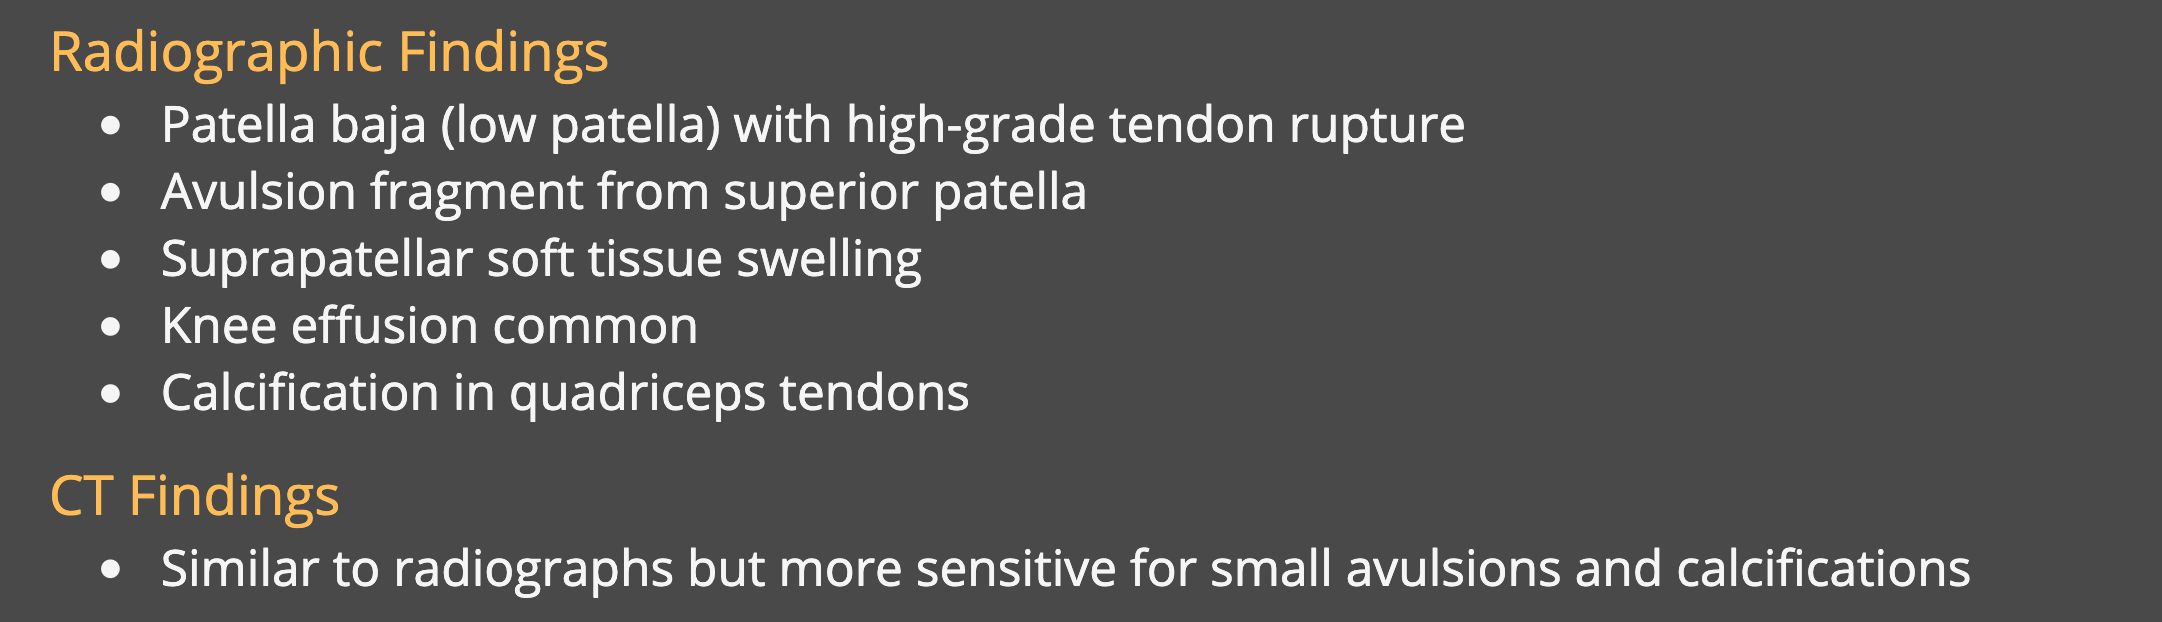 Radiographic Findings
• Patella baja (low patella) with high-grade tendon rupture
• Avulsion fragment from superior patella
• Suprapatellar soft tissue swelling
• Knee effusion common
• Calcification in quadriceps tendons
CT Findings
• Similar to radiographs but more sensitive for small avulsions and calcifications